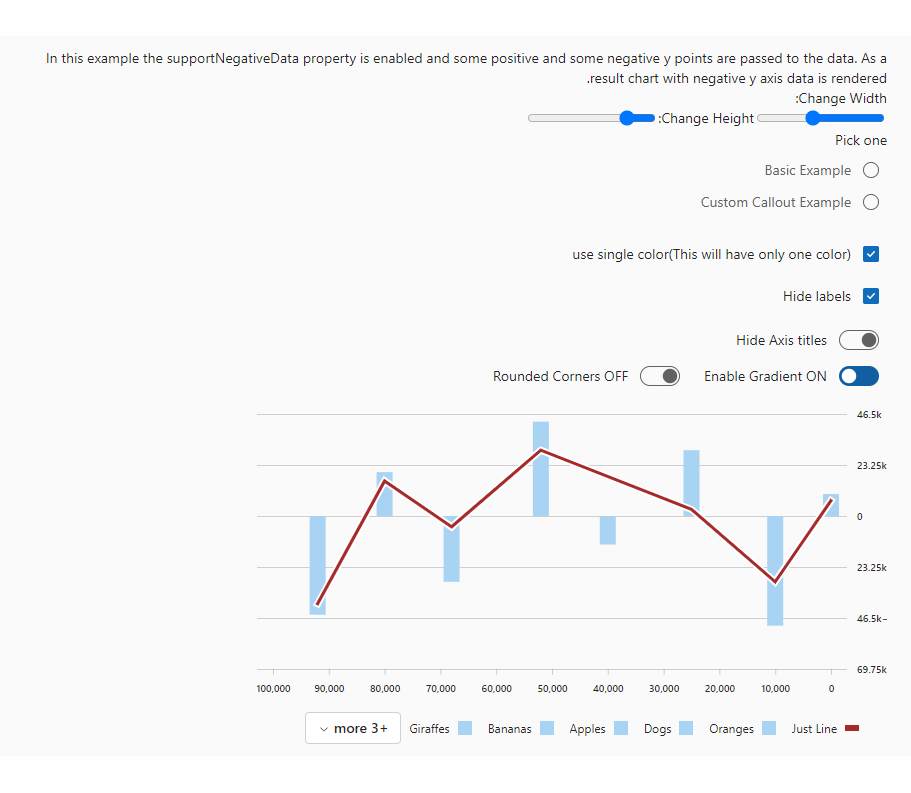 In this example the supportNegativeData property is enabled and some positive and some negative y points are passed to the data. As a
.result chart with negative y axis data is rendered
:Change Width
:Change Height
Pick one
Basic Example
Custom Callout Example
use single color(This will have only one color)
Hide labels
Hide Axis titles
Rounded Corners OFF Enable Gradient ON
46.5k
23.25k
0
23.25k
46.5k-
69.75k
100,000 90,000 80,000 70,000 60,000 50,000 40,000 30,000 20,000 10,000 0
more 3+ Giraffes Bananas Apples Dogs Oranges Just Line